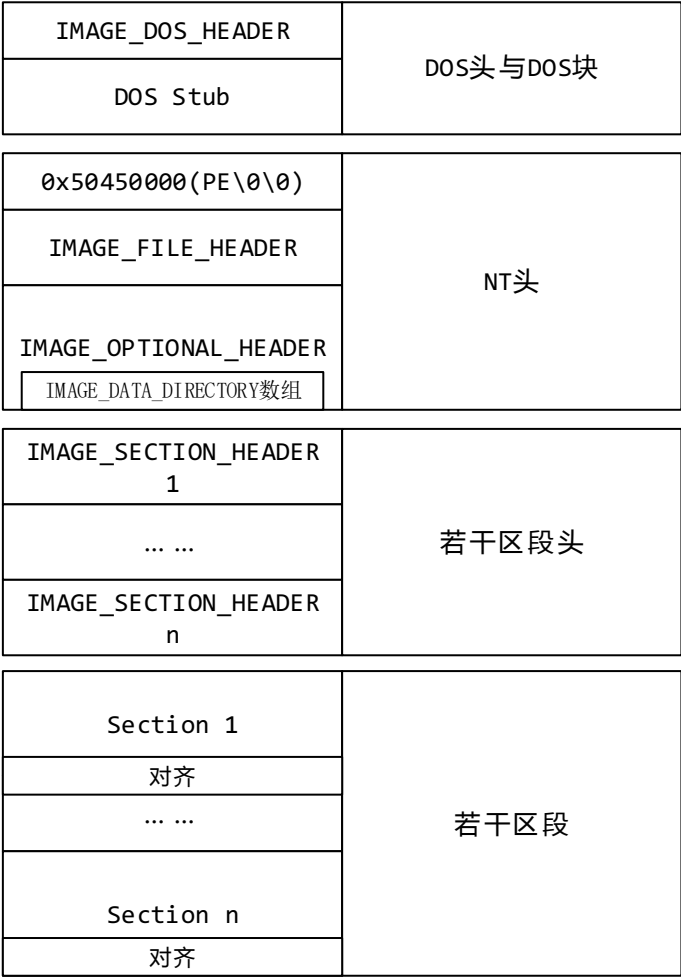 IMAGE_DOS_HEADER
DOS Stub
DOS头与DOS块
0x50450000(PE\0\0)
IMAGE_FILE_HEADER
IMAGE_OPTIONAL_HEADER
IMAGE_DATA_DIRECTORY数组
NT头
IMAGE_SECTION_HEADER
1
... ...
IMAGE_SECTION_HEADER
n
若干区段头
Section 1
对齐
... ...
Section n
对齐
若干区段